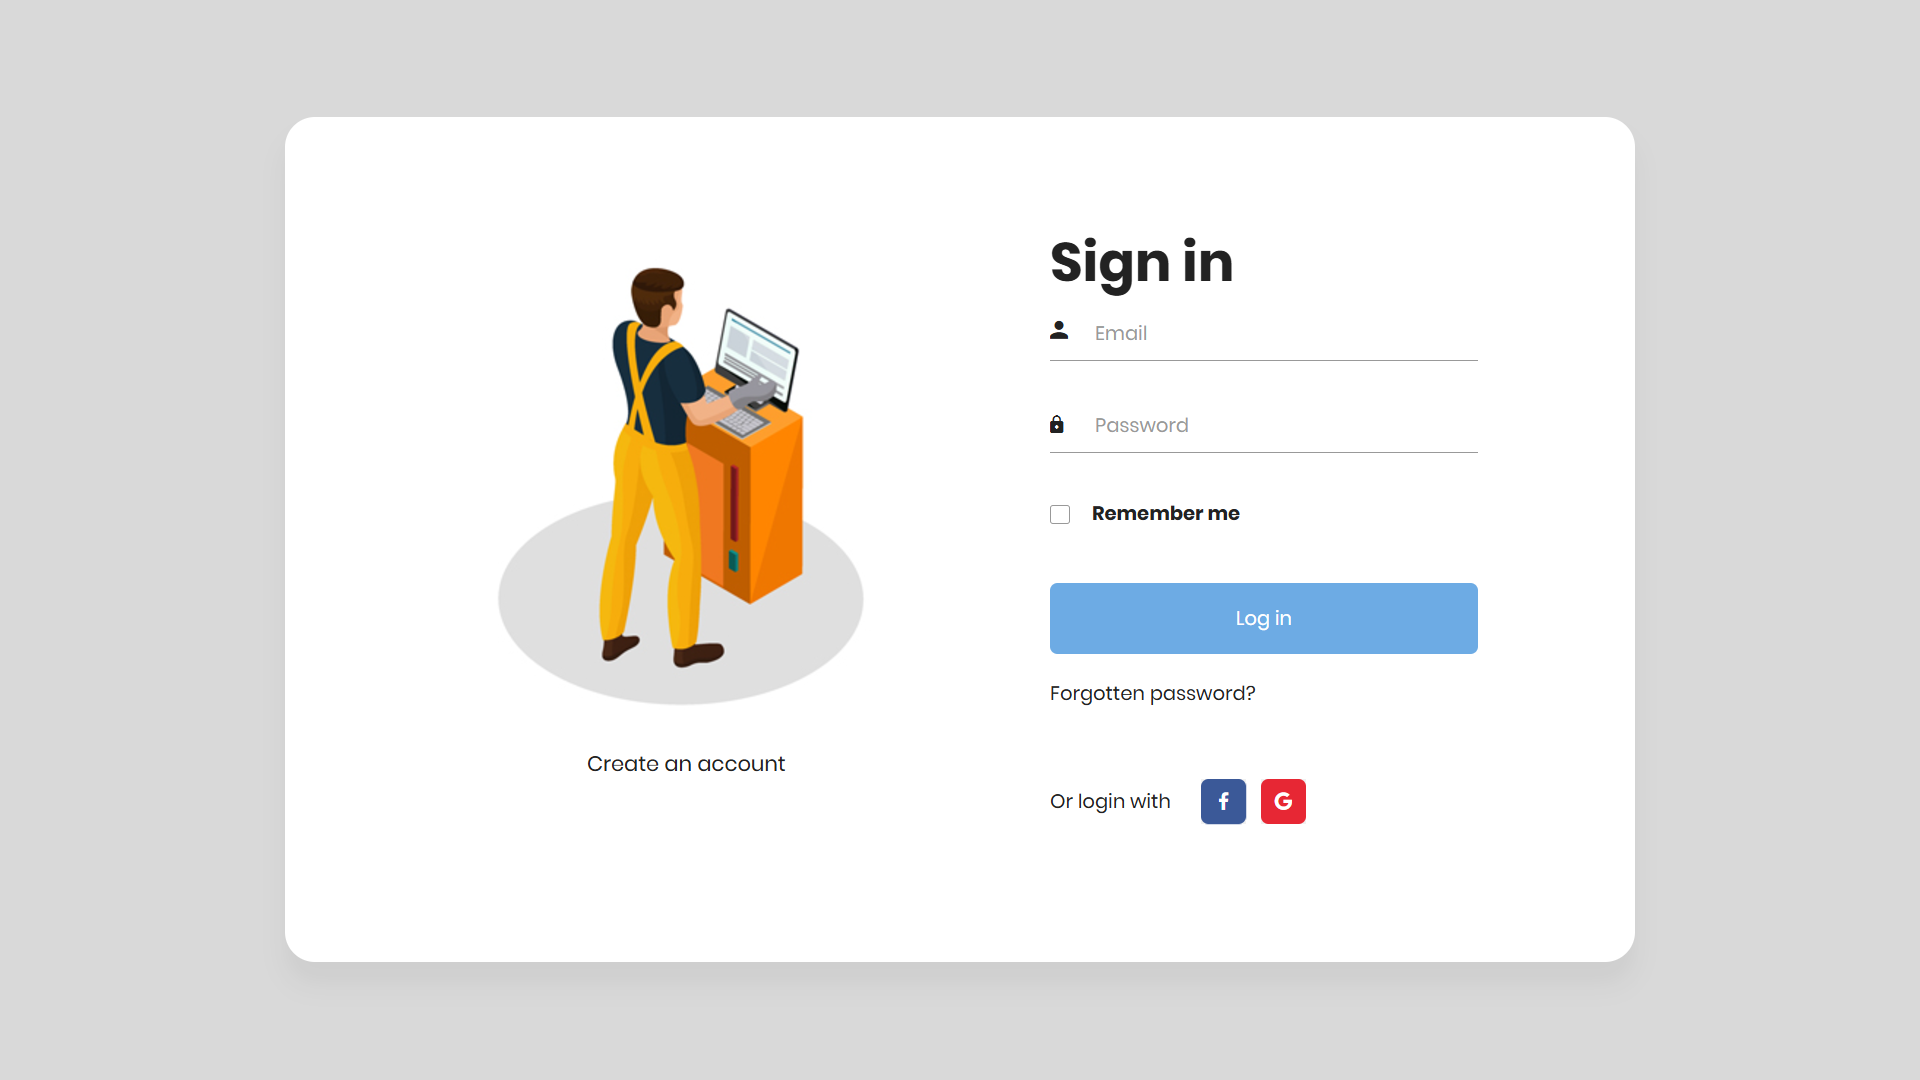 Sign in
Email
Password
Remember me
Log in
Forgotten password?
Create an account
Or login with